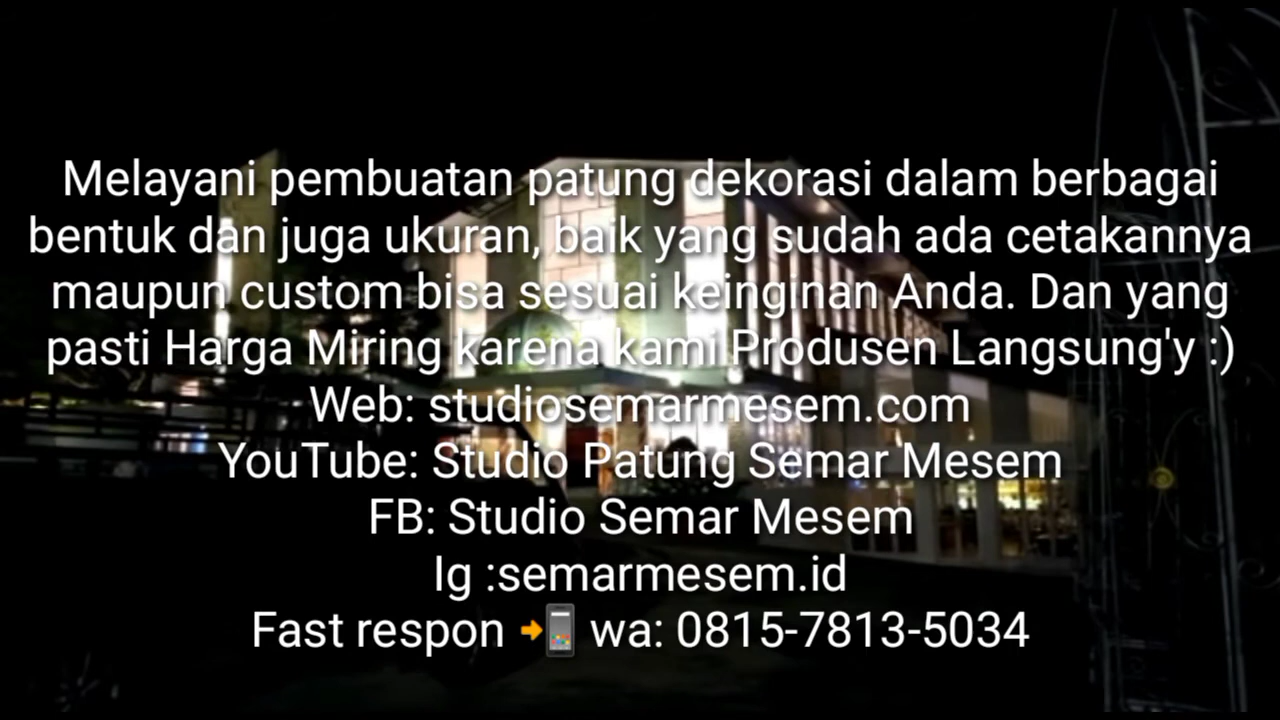 Melayani pembuatan patung dekorasi dalam berbagai
bentuk dan juga ukuran, baik yang sudah ada cetakannya
maupun custom bisa sesuai keinginan Anda. Dan yang
pasti Harga Miring karena kami Produsen Langsung'y :)
Web: studiosemarmesem.com
YouTube: Studio Patung Semar Mesem
FB: Studio Semar Mesem
Ig :semarmesem.id
Fast respon 📲 wa: 0815-7813-5034